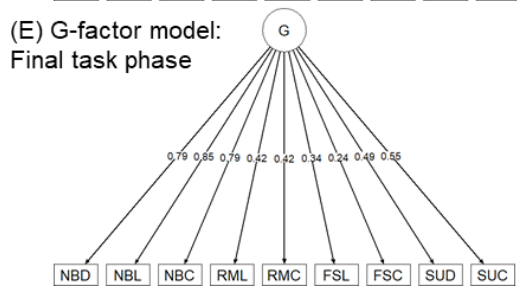 (E) G-factor model:
Final task phase
G
0.79 0.85 0.79 0.42 0.42 0.34 0.24 0.49 0.55
NBD NBL NBC RML RMC FSL FSC SUD SUC